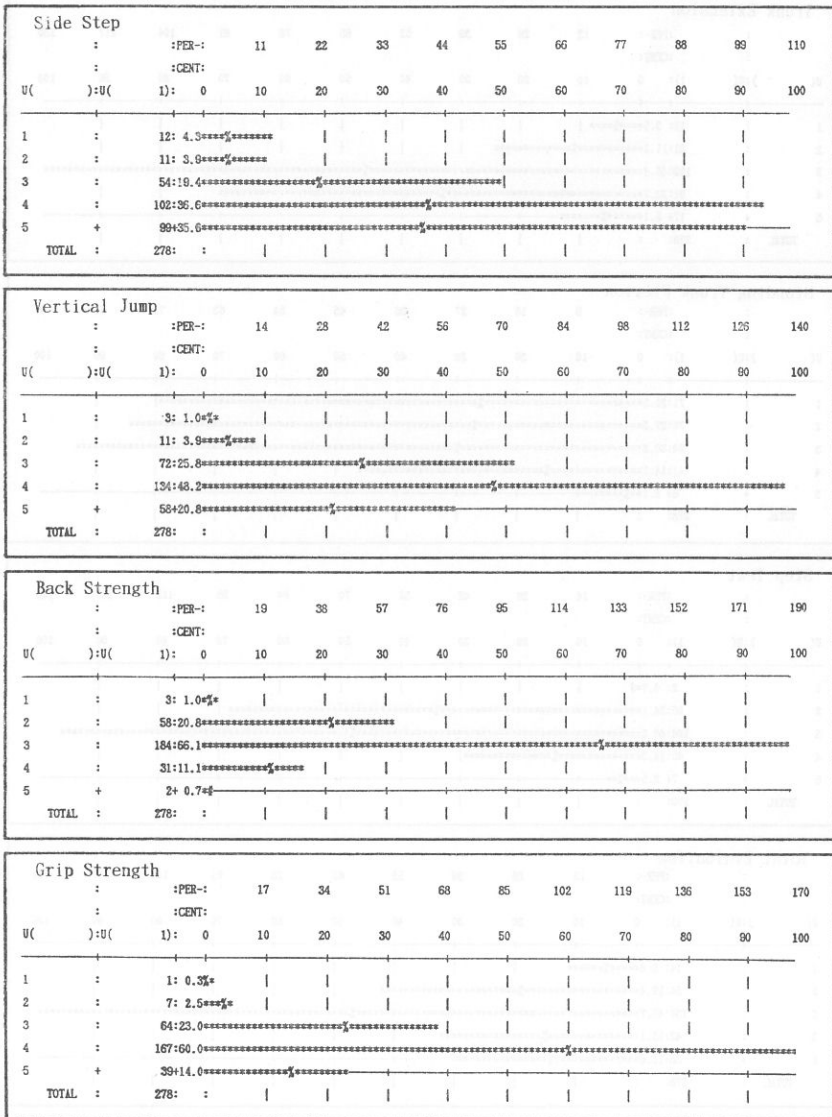 Side Step
: :PER-: 11 22 33 44 55 66 77 88 99 110
: :CENT:
U( ):U( 1): 0 10 20 30 40 50 60 70 80 90 100
1 : 12: 4.3****%*******
2 : 11: 3.9****%******
3 : 54:19.4
4 : 102:36.6
5 + 99+35.6
TOTAL : 278: :
Vertical Jump
: :PER-: 14 28 42 56 70 84 98 112 126 140
: :CENT:
U( ):U( 1): 0 10 20 30 40 50 60 70 80 90 100
1 : 3: 1.0*%*
2 : 11: 3.9****%****
3 : 72:25.8
4 : 134:48.2
5 + 58+20.8
TOTAL : 278: :
Back Strength
: :PER-: 19 38 57 76 95 114 133 152 171 190
: :CENT:
U( ):U( 1): 0 10 20 30 40 50 60 70 80 90 100
1 : 3: 1.0*%*
2 : 58:20.8
3 : 184:66.1
4 : 31:11.1
5 + 2+ 0.7
TOTAL : 278: :
Grip Strength
: :PER-: 17 34 51 68 85 102 119 136 153 170
: :CENT:
U( ):U( 1): 0 10 20 30 40 50 60 70 80 90 100
1 : 1: 0.3%*
2 : 7: 2.5***%*
3 : 64:23.0
4 : 167:60.0
5 + 39+14.0
TOTAL : 278: :